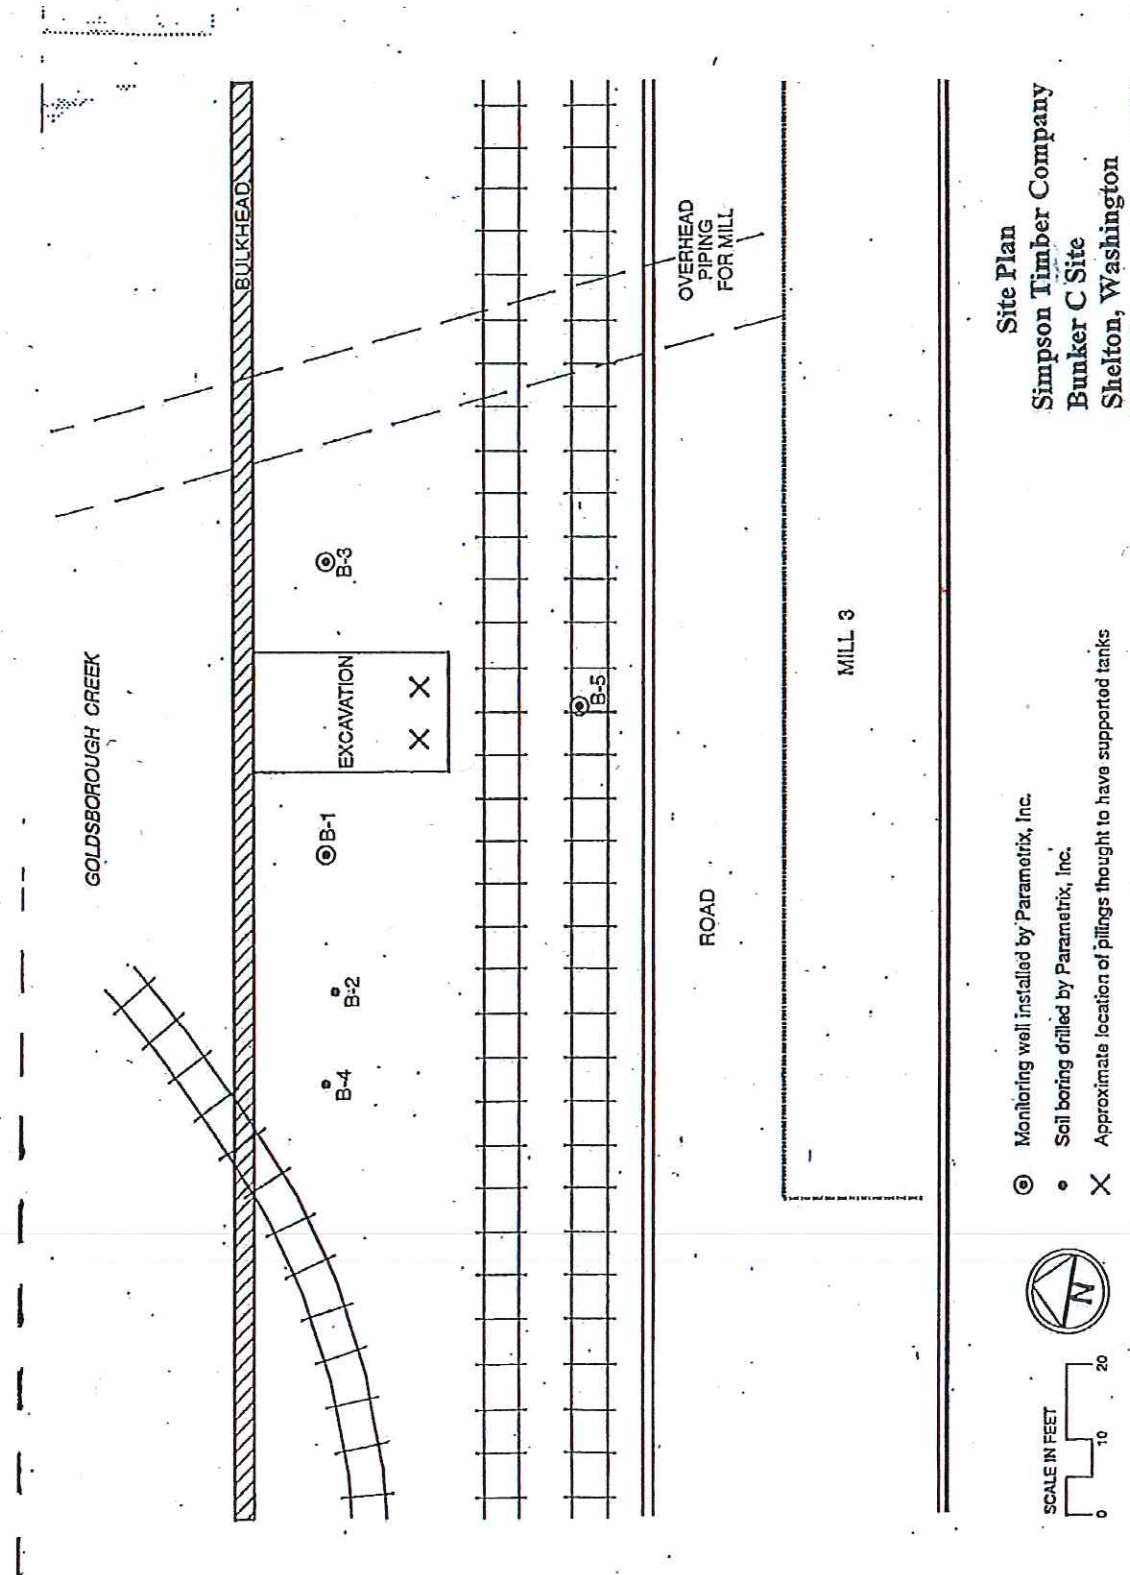 GOLDSBOROUGH CREEK
BULKHEAD
EXCAVATION
X X
B-4
B-2
B-1
B-3
B-5
OVERHEAD
PIPING
FOR MILL
ROAD
MILL 3
SCALE IN FEET
0 10 20
N
Monitoring well installed by Parametrix, Inc.
Soil boring drilled by Parametrix, Inc.
X Approximate location of pilings thought to have supported tanks
Site Plan
Simpson Timber Company
Bunker C Site
Shelton, Washington